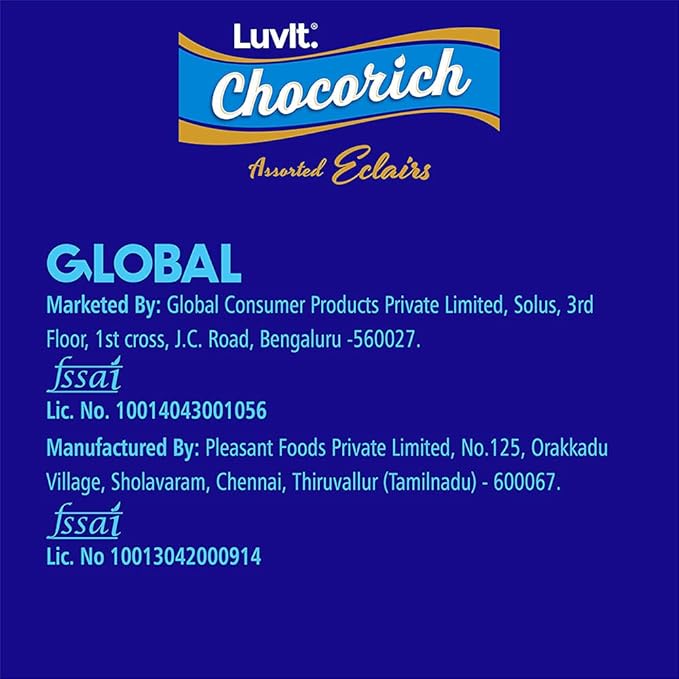 LuvIt.®
Chocorich®
Assorted Eclairs
GLOBAL
Marketed By: Global Consumer Products Private Limited, Solus, 3rd
Floor, 1st cross, J.C. Road, Bengaluru -560027.
fssai
Lic. No. 10014043001056
Manufactured By: Pleasant Foods Private Limited, No.125, Orakkadu
Village, Sholavaram, Chennai, Thiruvallur (Tamilnadu) - 600067.
fssai
Lic. No 10013042000914